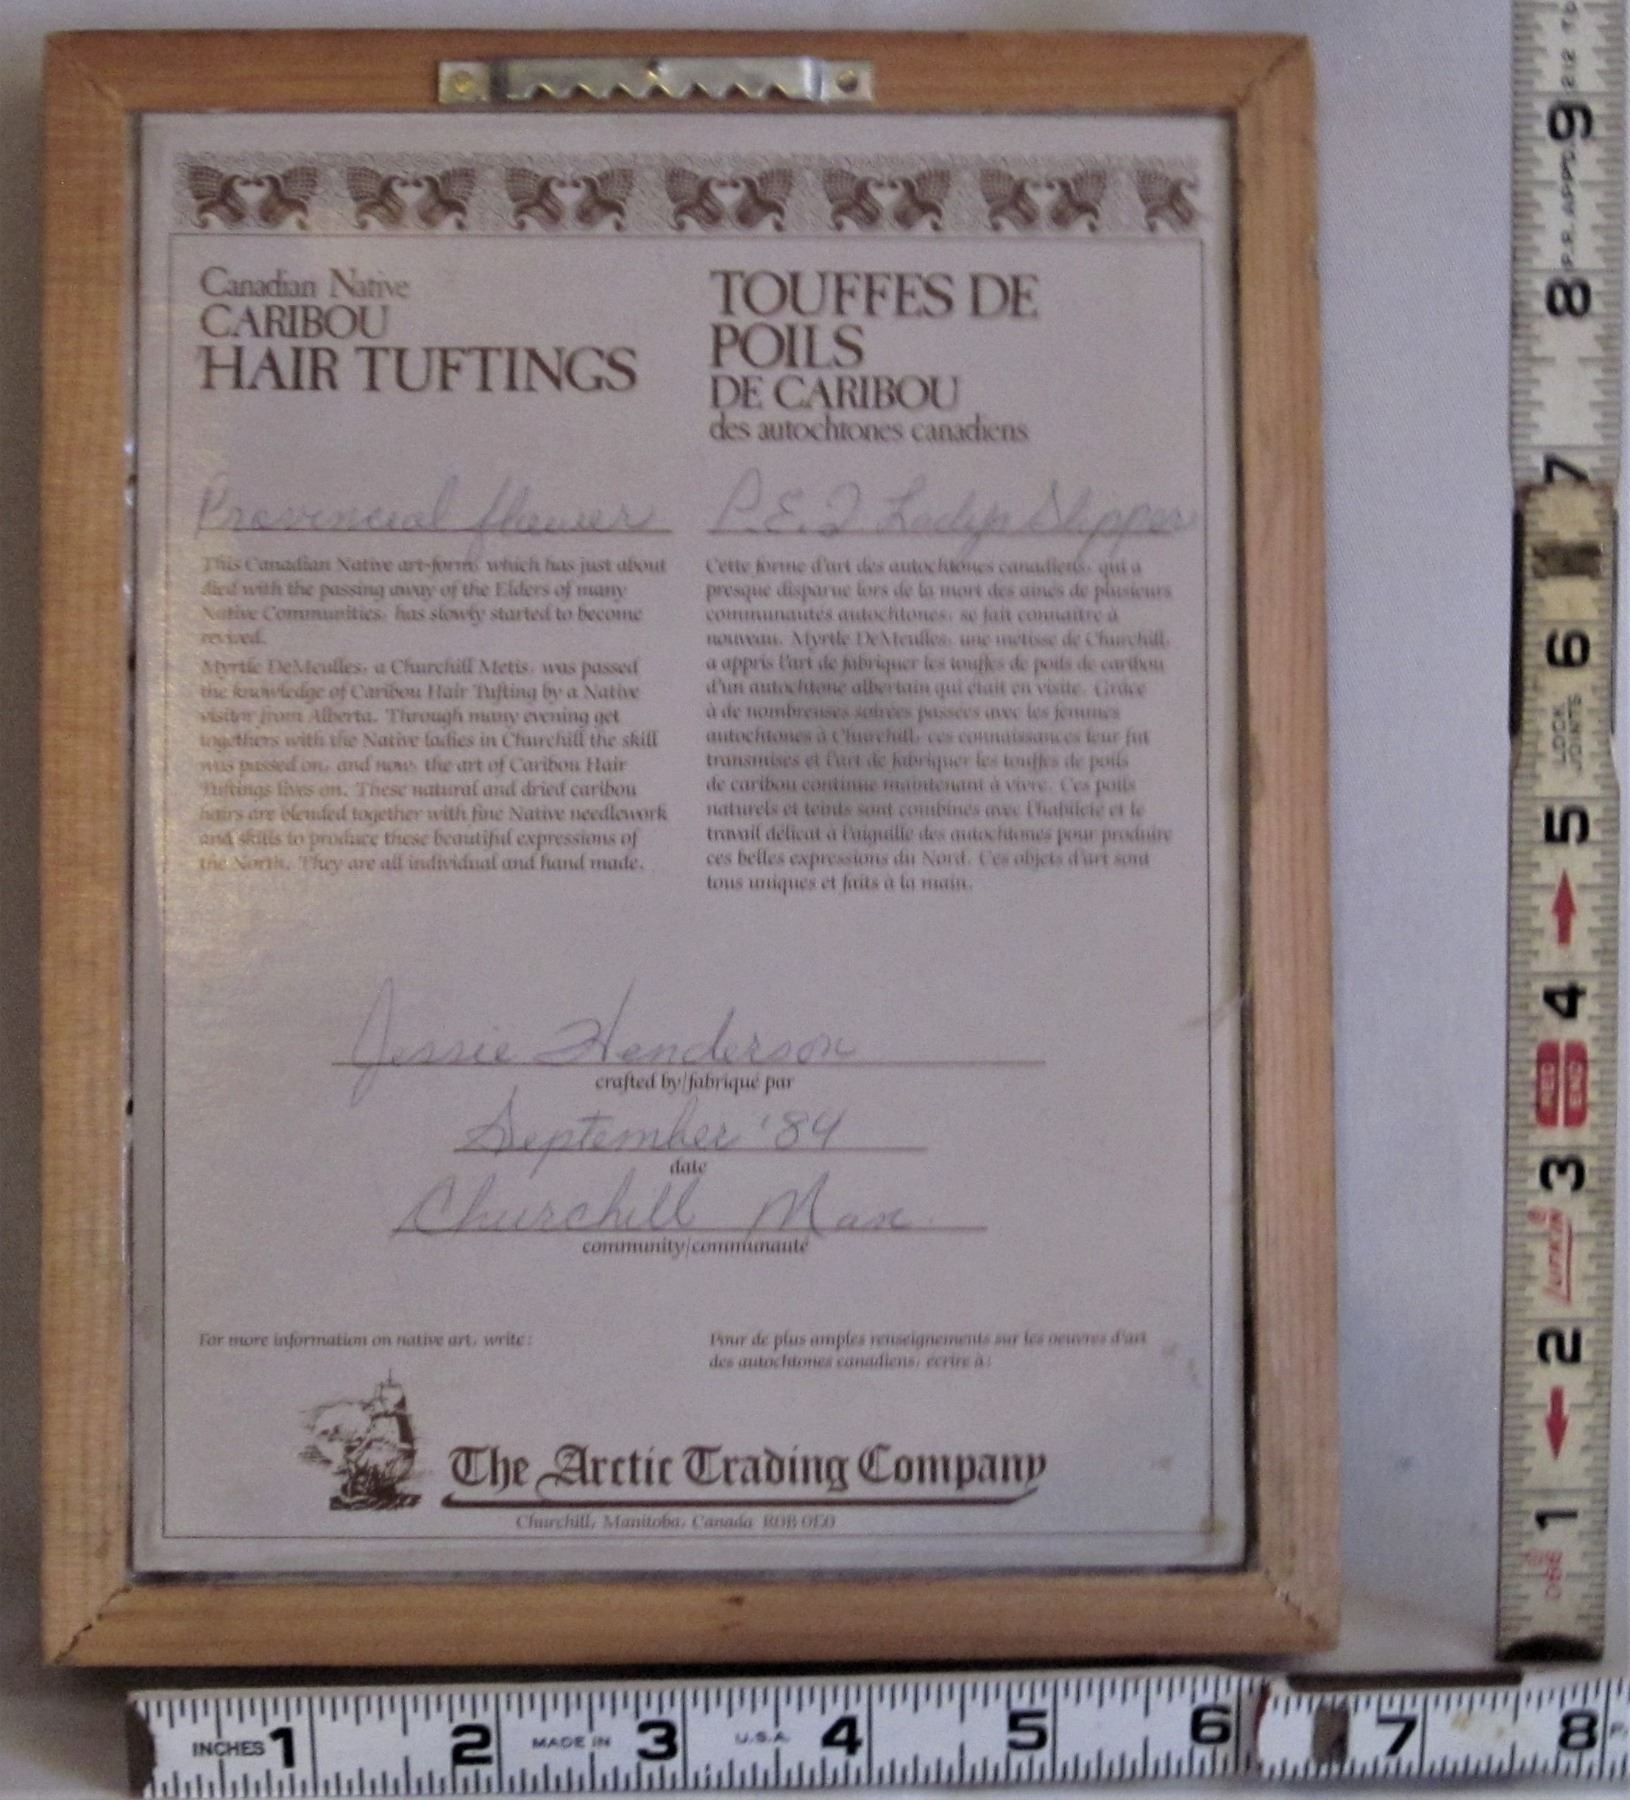 Canadian Native
CARIBOU
HAIR TUFTINGS
TOUFFES DE
POILS
DE CARIBOU
des autochtones canadiens
Provincial flower
P.E.I Ladys Slipper
This Canadian Native art-form, which has just about
died with the passing away of the Elders of many
Native Communities, has slowly started to become
revived.
Myrtle DeMeulles, a Churchill Metis, was passed
the knowledge of Caribou Hair Tufting by a Native
visitor from Alberta. Through many evening get
togethers with the Native ladies in Churchill the skill
was passed on, and now, the art of Caribou Hair
Tuftings lives on. These natural and dried caribou
hairs are blended together with fine Native needlework
and skills to produce these beautiful expressions of
the North. They are all individual and hand made.
Cette forme d'art des autochtones canadiens, qui a
presque disparue lors de la mort des aînés de plusieurs
communautés autochtones, se fait connaître à
nouveau. Myrtle DeMeulles, une métisse de Churchill,
a appris l'art de fabriquer les touffes de poils de caribou
d'un autochtone albertain qui était en visite. Grâce
à de nombreuses soirées passées avec les femmes
autochtones à Churchill, ces connaissances leur fut
transmises et l'art de fabriquer les touffes de poils
de caribou continue maintenant à vivre. Ces poils
naturels et teints sont combinés avec l'habileté et le
travail délicat à l'aiguille des autochtones pour produire
ces belles expressions du Nord. Ces objets d'art sont
tous uniques et faits à la main.
Jessie Henderson
crafted by/fabriqué par
September '84
date
Churchill Man.
community/communauté
For more information on native art, write:
Pour de plus amples renseignements sur les oeuvres d'art
des autochtones canadiens, écrire à:
The Arctic Trading Company
Churchill, Manitoba, Canada R0B 0E0
9
8
7
6
LOCK
JOINTS
5
4
RED
END
3
LUFKIN
2
1
INCHES 1 2 MADE IN 3 U.S.A. 4 5 6 7 8